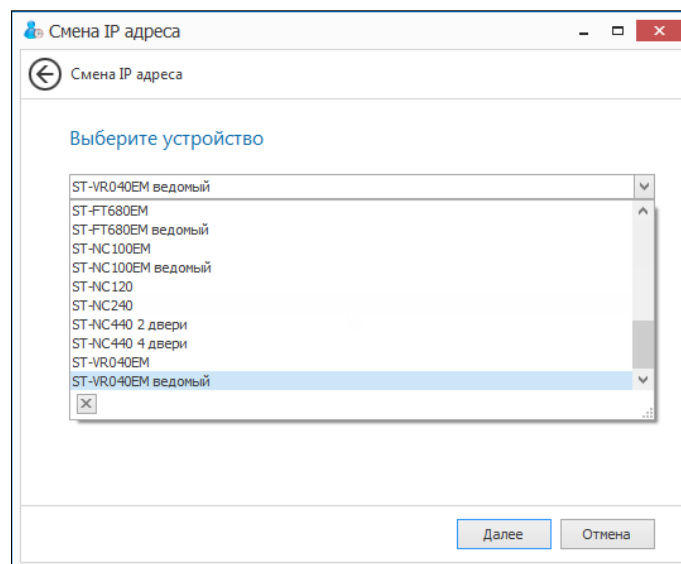 Смена IP адреса
Смена IP адреса
Выберите устройство
ST-VR040EM ведомый
ST-FT680EM
ST-FT680EM ведомый
ST-NC100EM
ST-NC100EM ведомый
ST-NC120
ST-NC240
ST-NC440 2 двери
ST-NC440 4 двери
ST-VR040EM
ST-VR040EM ведомый
Далее Отмена